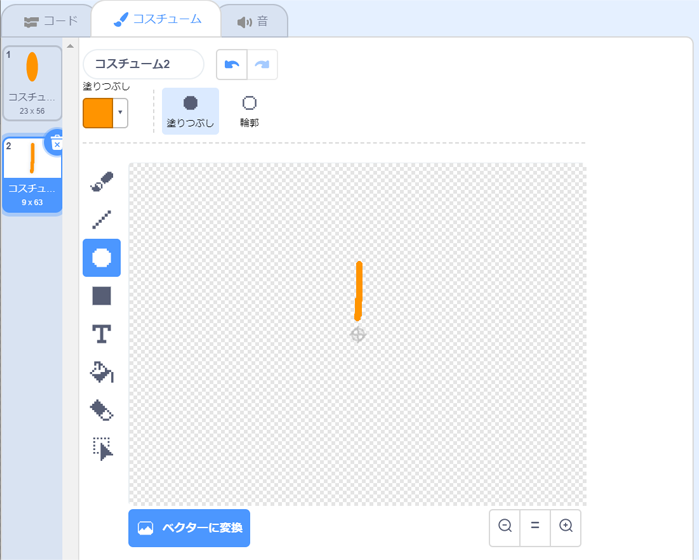 コード
コスチューム
音
1
コスチュ...
23 x 56
2
コスチュ...
9 x 63
コスチューム2
塗りつぶし
塗りつぶし
輪郭
T
ベクターに変換